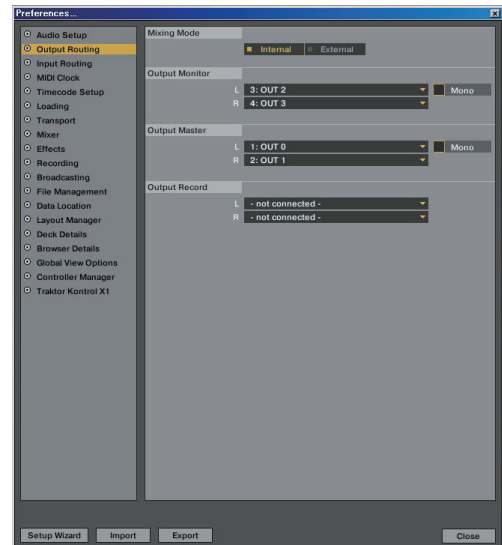 Preferences...
Audio Setup
Output Routing
Input Routing
MIDI Clock
Timecode Setup
Loading
Transport
Mixer
Effects
Recording
Broadcasting
File Management
Data Location
Layout Manager
Deck Details
Browser Details
Global View Options
Controller Manager
Traktor Kontrol X1
Mixing Mode
Internal External
Output Monitor
L 3: OUT 2 Mono
R 4: OUT 3
Output Master
L 1: OUT 0 Mono
R 2: OUT 1
Output Record
L - not connected -
R - not connected -
Setup Wizard Import Export Close